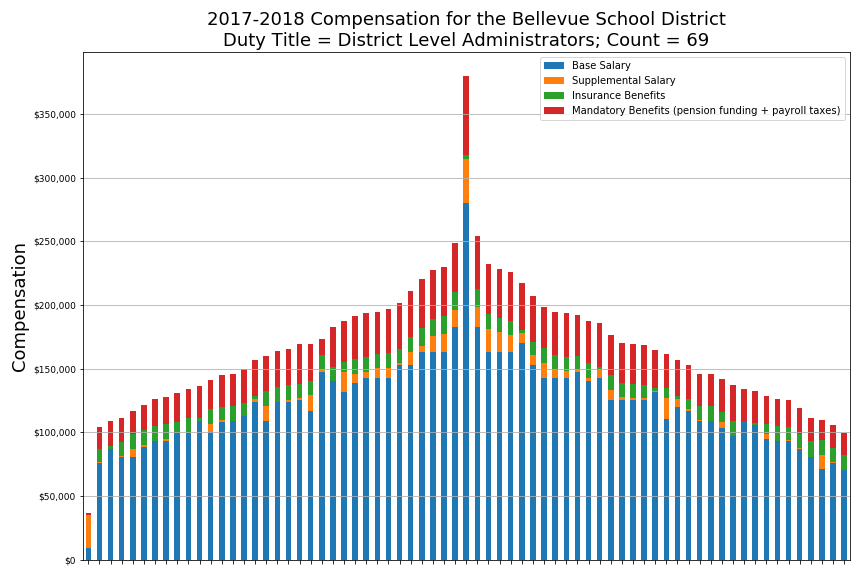 2017-2018 Compensation for the Bellevue School District
Duty Title = District Level Administrators; Count = 69
Base Salary
Supplemental Salary
Insurance Benefits
Mandatory Benefits (pension funding + payroll taxes)
$350,000
$300,000
$250,000
$200,000
$150,000
$100,000
$50,000
$0
Compensation